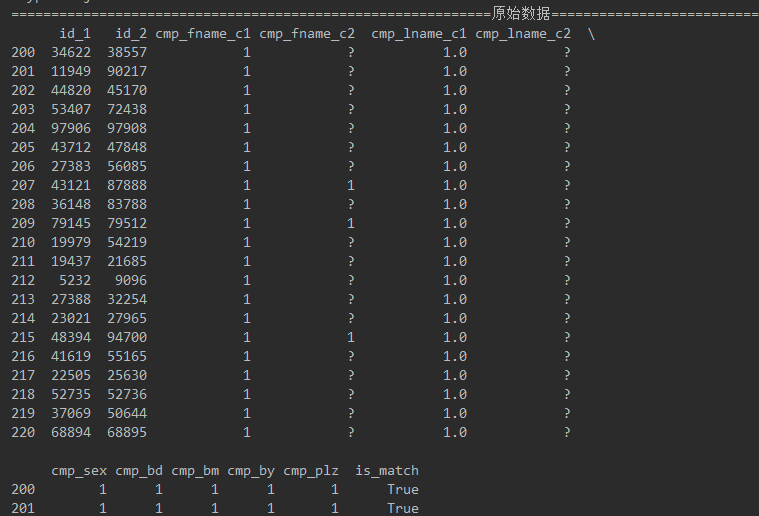 ============================================================原始数据==========================
id_1 id_2 cmp_fname_c1 cmp_fname_c2 cmp_lname_c1 cmp_lname_c2 \
200 34622 38557 1 ? 1.0 ?
201 11949 90217 1 ? 1.0 ?
202 44820 45170 1 ? 1.0 ?
203 53407 72438 1 ? 1.0 ?
204 97906 97908 1 ? 1.0 ?
205 43712 47848 1 ? 1.0 ?
206 27383 56085 1 ? 1.0 ?
207 43121 87888 1 1 1.0 ?
208 36148 83788 1 ? 1.0 ?
209 79145 79512 1 1 1.0 ?
210 19979 54219 1 ? 1.0 ?
211 19437 21685 1 ? 1.0 ?
212 5232 9096 1 ? 1.0 ?
213 27388 32254 1 ? 1.0 ?
214 23021 27965 1 ? 1.0 ?
215 48394 94700 1 1 1.0 ?
216 41619 55165 1 ? 1.0 ?
217 22505 25630 1 ? 1.0 ?
218 52735 52736 1 ? 1.0 ?
219 37069 50644 1 ? 1.0 ?
220 68894 68895 1 ? 1.0 ?
cmp_sex cmp_bd cmp_bm cmp_by cmp_plz is_match
200 1 1 1 1 1 True
201 1 1 1 1 1 True